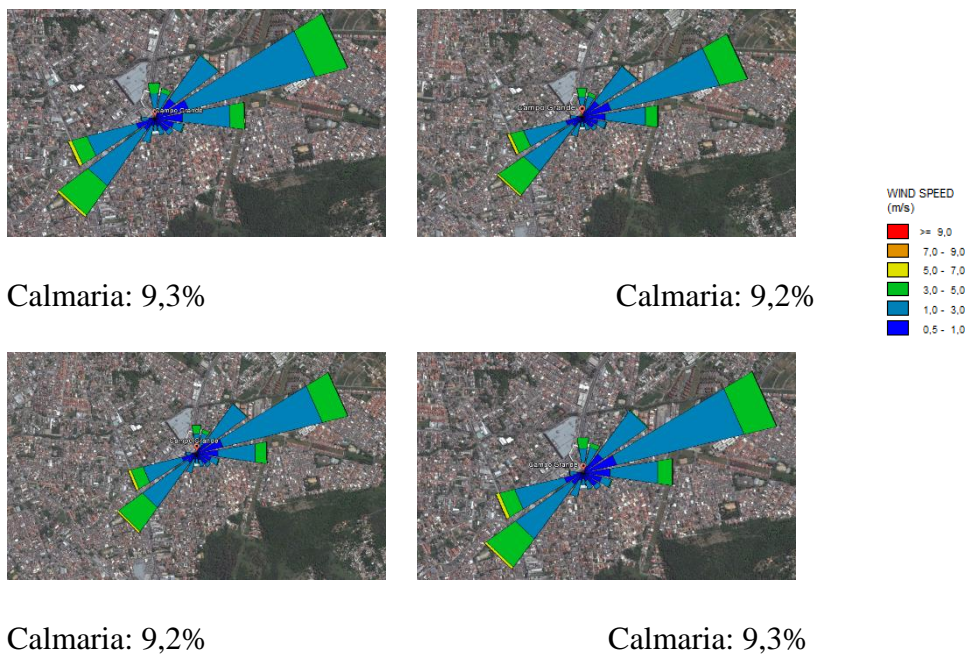 Campo Grande
Campo Grande
WIND SPEED
(m/s)
>= 9,0
7,0 - 9,0
5,0 - 7,0
3,0 - 5,0
1,0 - 3,0
0,5 - 1,0
Calmaria: 9,3%
Calmaria: 9,2%
Campo Grande
Campo Grande
Calmaria: 9,2%
Calmaria: 9,3%